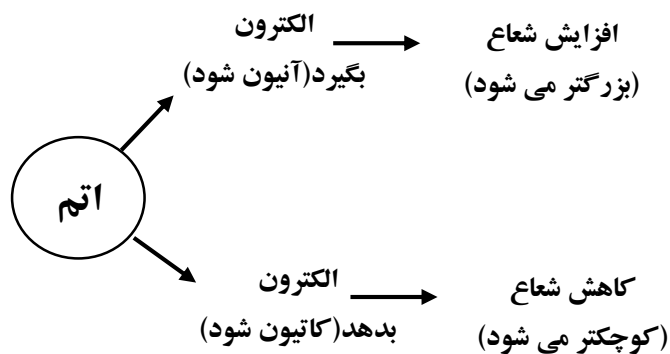 الکترون
بگیرد(آنیون شود)
افزایش شعاع
(بزرگتر می شود)
اتم
الکترون
بدهد(کاتیون شود)
کاهش شعاع
(کوچکتر می شود)